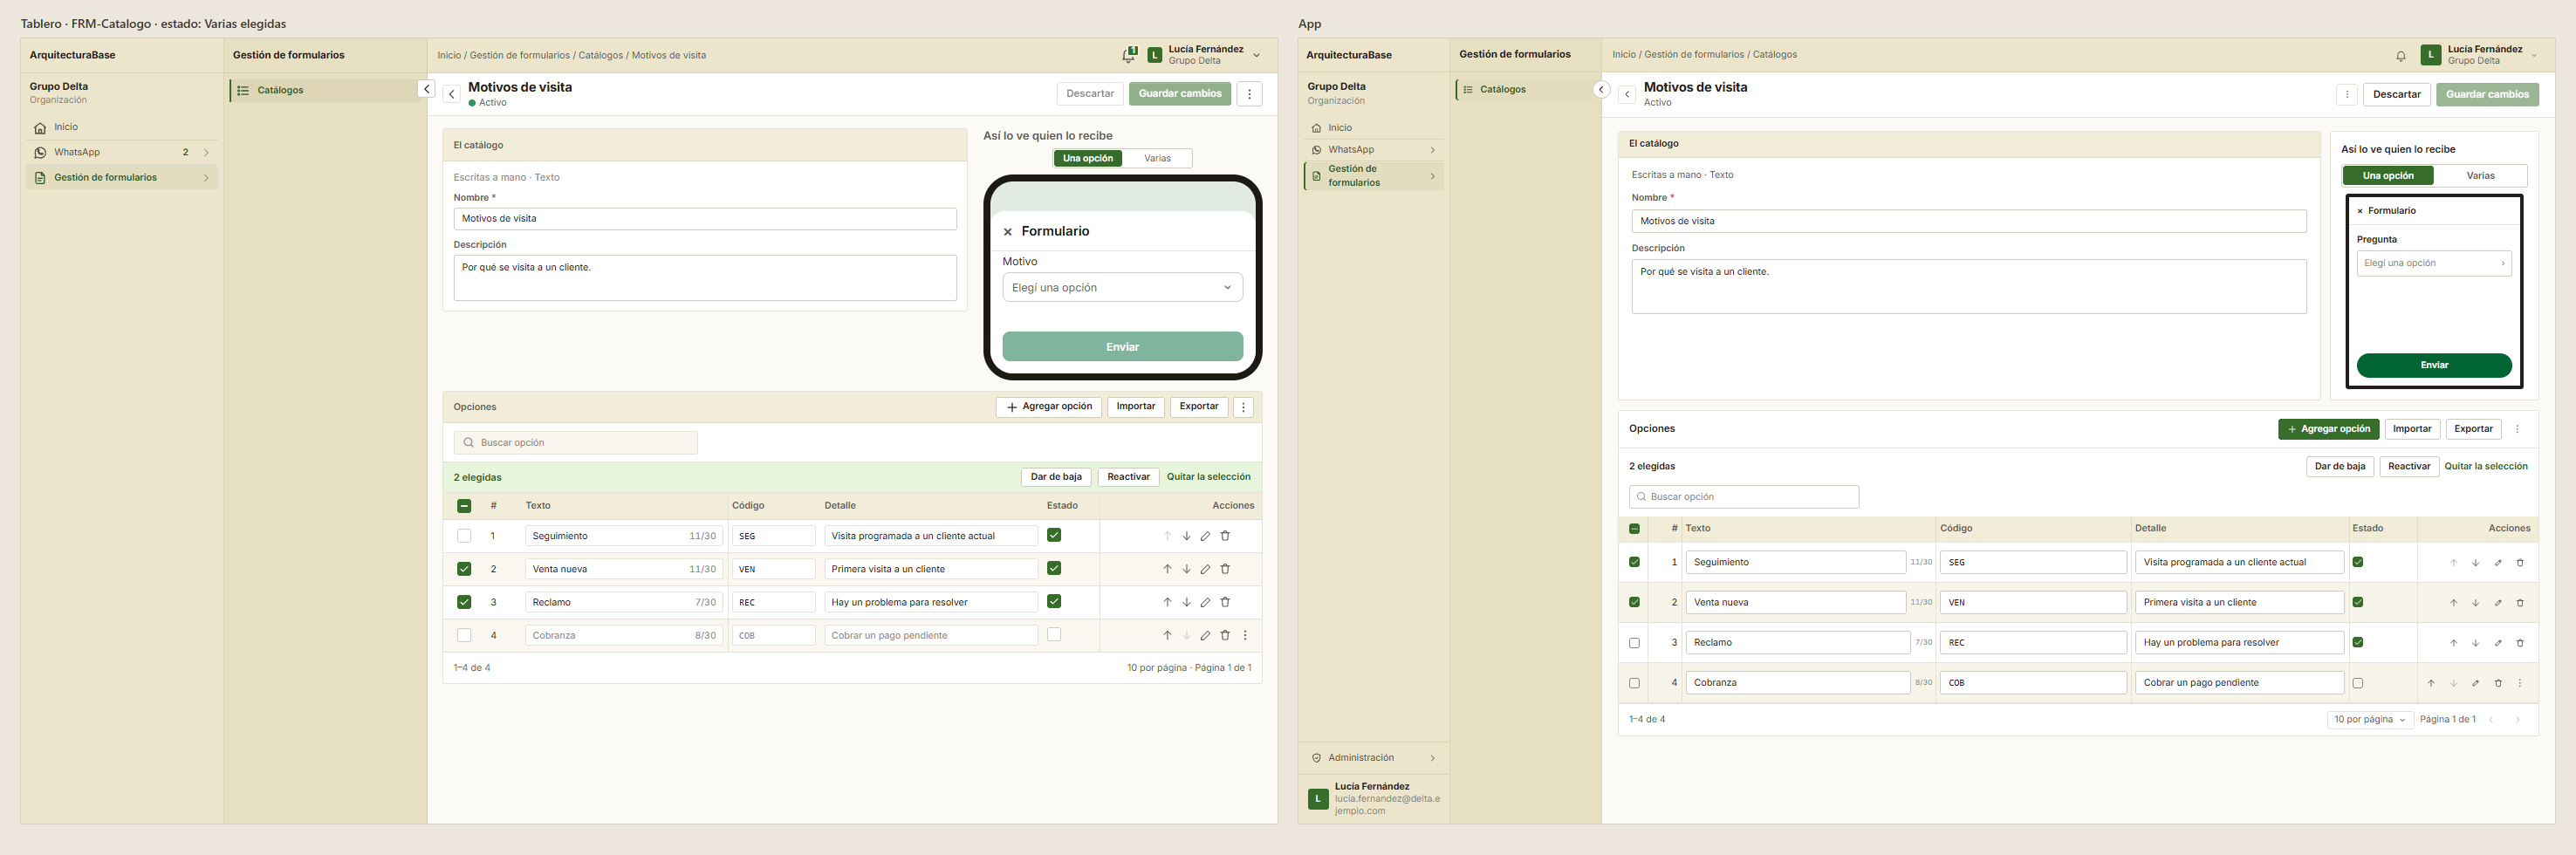 Tablero · FRM-Catalogo · estado: Varias elegidas
ArquitecturaBase
Gestión de formularios
Inicio / Gestión de formularios / Catálogos / Motivos de visita
1
L
Lucía Fernández
Grupo Delta
Grupo Delta
Organización
Catálogos
Inicio
WhatsApp 2
Gestión de formularios
Motivos de visita
Activo
Descartar
Guardar cambios
El catálogo
Escritas a mano · Texto
Nombre *
Motivos de visita
Descripción
Por qué se visita a un cliente.
Así lo ve quien lo recibe
Una opción
Varias
× Formulario
Motivo
Elegí una opción
Enviar
Opciones
+ Agregar opción
Importar
Exportar
Buscar opción
2 elegidas
Dar de baja
Reactivar
Quitar la selección
# Texto Código Detalle Estado Acciones
1 Seguimiento 11/30 SEG Visita programada a un cliente actual
2 Venta nueva 11/30 VEN Primera visita a un cliente
3 Reclamo 7/30 REC Hay un problema para resolver
4 Cobranza 8/30 COB Cobrar un pago pendiente
1–4 de 4
10 por página · Página 1 de 1
App
ArquitecturaBase
Gestión de formularios
Inicio / Gestión de formularios / Catálogos
L
Lucía Fernández
Grupo Delta
Grupo Delta
Organización
Catálogos
Inicio
WhatsApp
Gestión de
formularios
Administración
L
Lucía Fernández
lucia.fernandez@delta.e
jemplo.com
Motivos de visita
Activo
Descartar
Guardar cambios
El catálogo
Escritas a mano · Texto
Nombre *
Motivos de visita
Descripción
Por qué se visita a un cliente.
Así lo ve quien lo recibe
Una opción
Varias
× Formulario
Pregunta
Elegí una opción
Enviar
Opciones
+ Agregar opción
Importar
Exportar
2 elegidas
Dar de baja
Reactivar
Quitar la selección
Buscar opción
# Texto Código Detalle Estado Acciones
1 Seguimiento 11/30 SEG Visita programada a un cliente actual
2 Venta nueva 11/30 VEN Primera visita a un cliente
3 Reclamo 7/30 REC Hay un problema para resolver
4 Cobranza 8/30 COB Cobrar un pago pendiente
1–4 de 4
10 por página
Página 1 de 1